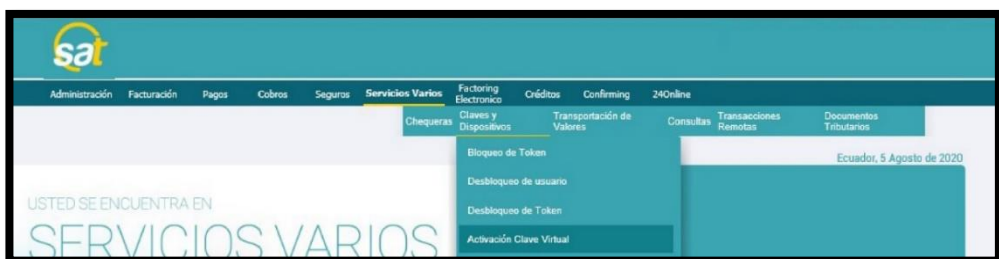 sat
Administración Facturación Pagos Cobros Seguros Servicios Varios Factoring Electronico Créditos Confirming 24Online
Chequeras Claves y Dispositivos Transportación de Valores Consultas Transacciones Remotas Documentos Tributarios
Bloqueo de Token
Ecuador, 5 Agosto de 2020
Desbloqueo de usuario
USTED SE ENCUENTRA EN
Desbloqueo de Token
SERVICIOS VARIOS
Activación Clave Virtual